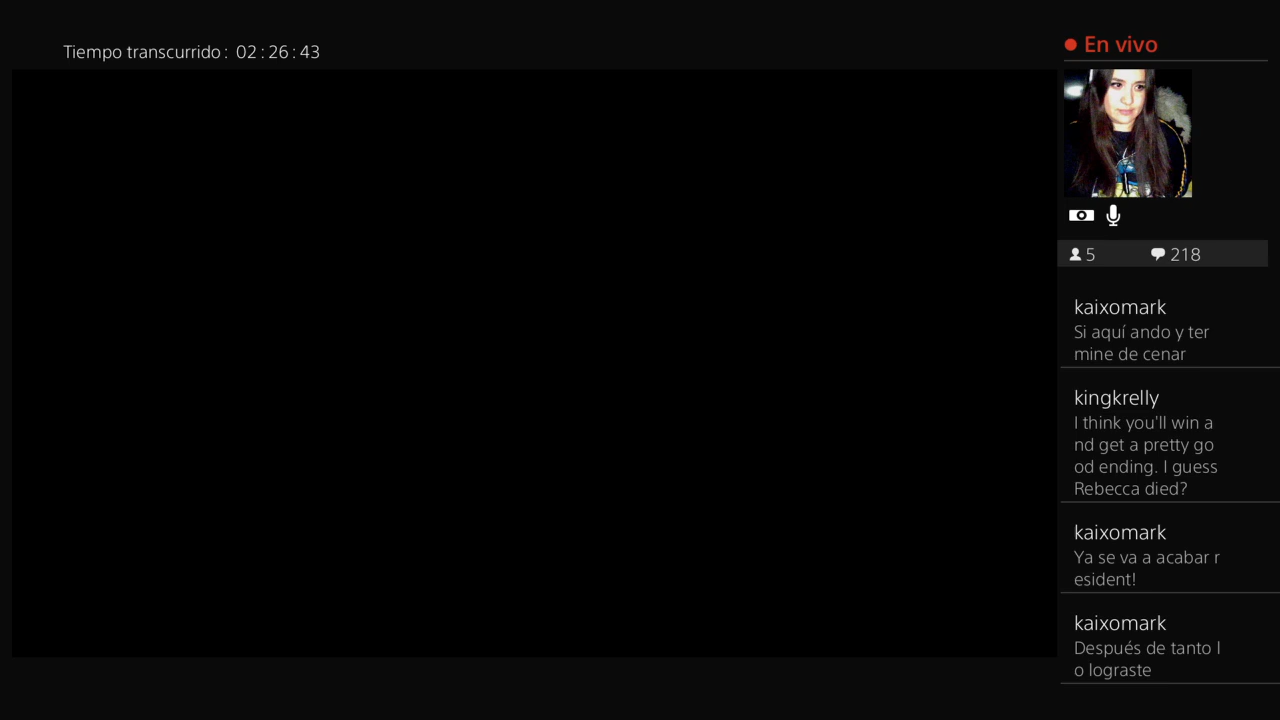 Tiempo transcurrido : 02 : 26 : 43
En vivo
5 218
kaixomark
Si aquí ando y ter
mine de cenar
kingkrelly
I think you'll win a
nd get a pretty go
od ending. I guess
Rebecca died?
kaixomark
Ya se va a acabar r
esident!
kaixomark
Después de tanto l
o lograste